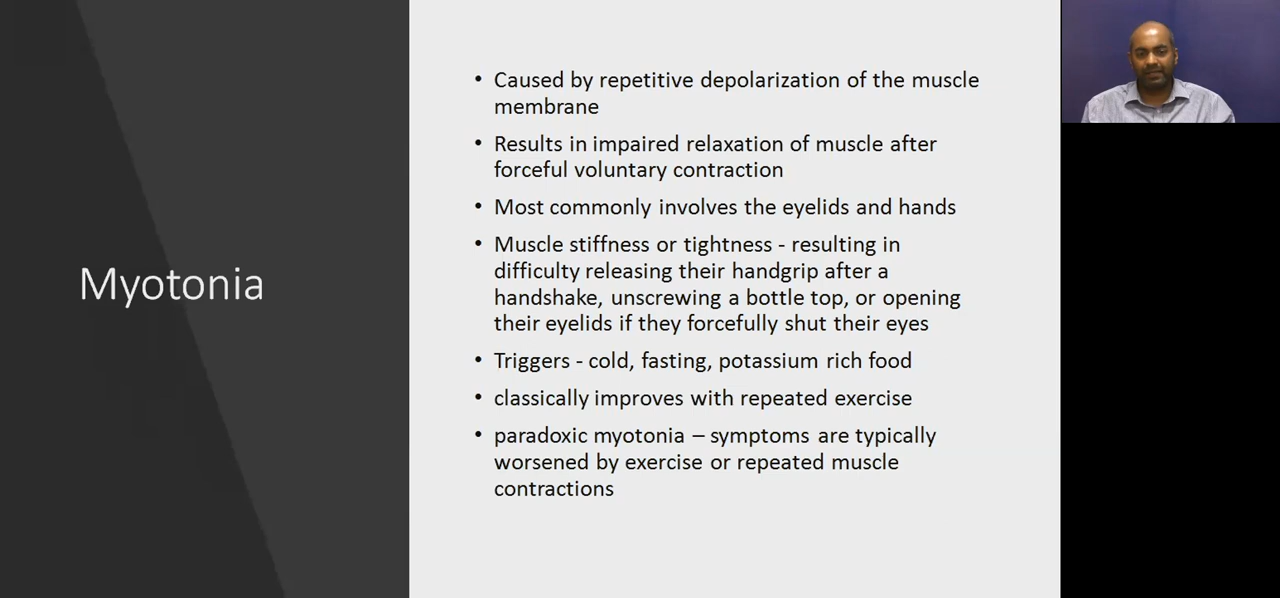 Myotonia
• Caused by repetitive depolarization of the muscle
membrane
• Results in impaired relaxation of muscle after
forceful voluntary contraction
• Most commonly involves the eyelids and hands
• Muscle stiffness or tightness - resulting in
difficulty releasing their handgrip after a
handshake, unscrewing a bottle top, or opening
their eyelids if they forcefully shut their eyes
• Triggers - cold, fasting, potassium rich food
• classically improves with repeated exercise
• paradoxic myotonia – symptoms are typically
worsened by exercise or repeated muscle
contractions